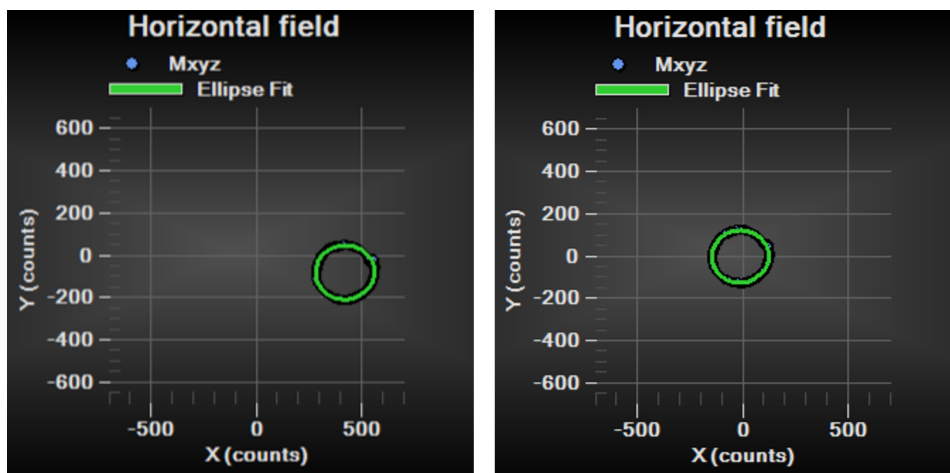 Horizontal field
Mxyz
Ellipse Fit
600
400
200
0
-200
-400
-600
Y (counts)
-500 0 500
X (counts)
Horizontal field
Mxyz
Ellipse Fit
600
400
200
0
-200
-400
-600
Y (counts)
-500 0 500
X (counts)